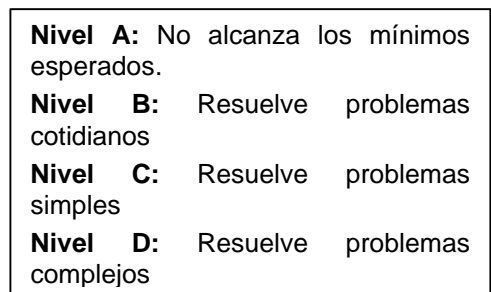 Nivel A: No alcanza los mínimos
esperados.
Nivel B: Resuelve problemas
cotidianos
Nivel C: Resuelve problemas
simples
Nivel D: Resuelve problemas
complejos